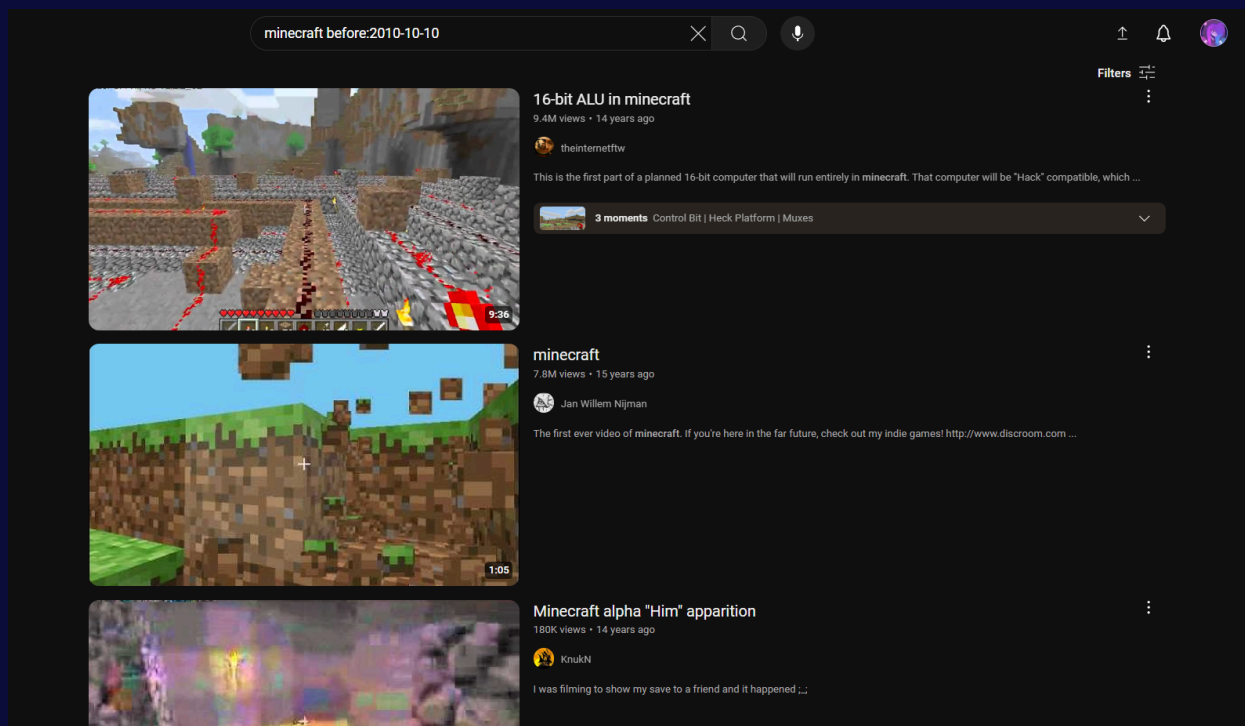 minecraft before:2010-10-10
Filters
9:36
16-bit ALU in minecraft
9.4M views • 14 years ago
theinternetftw
This is the first part of a planned 16-bit computer that will run entirely in minecraft. That computer will be "Hack" compatible, which ...
3 moments Control Bit | Heck Platform | Muxes
1:05
minecraft
7.8M views • 15 years ago
Jan Willem Nijman
The first ever video of minecraft. If you're here in the far future, check out my indie games! http://www.discroom.com ...
Minecraft alpha "Him" apparition
180K views • 14 years ago
KnukN
I was filming to show my save to a friend and it happened ;_;